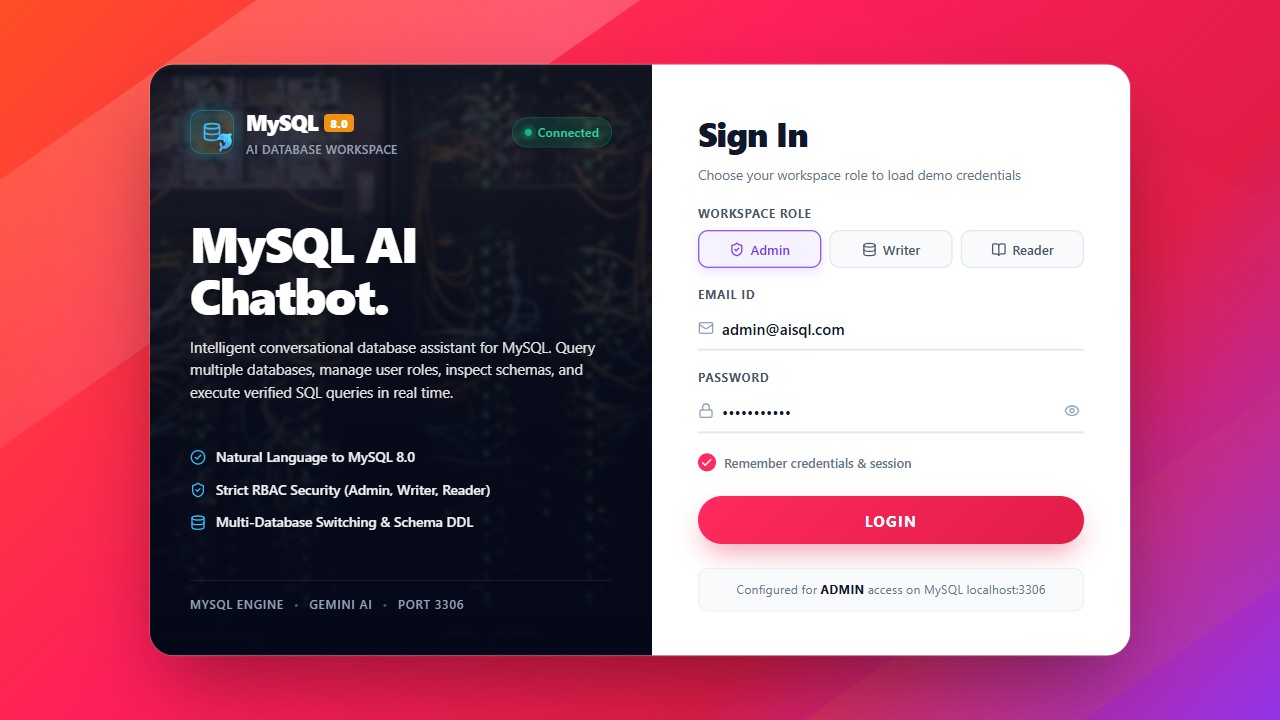 MySQL 8.0
AI DATABASE WORKSPACE
Connected
MySQL AI
Chatbot.
Intelligent conversational database assistant for MySQL. Query
multiple databases, manage user roles, inspect schemas, and
execute verified SQL queries in real time.
Natural Language to MySQL 8.0
Strict RBAC Security (Admin, Writer, Reader)
Multi-Database Switching & Schema DDL
MYSQL ENGINE • GEMINI AI • PORT 3306
Sign In
Choose your workspace role to load demo credentials
WORKSPACE ROLE
Admin Writer Reader
EMAIL ID
admin@aisql.com
PASSWORD
•••••••••••
Remember credentials & session
LOGIN
Configured for ADMIN access on MySQL localhost:3306